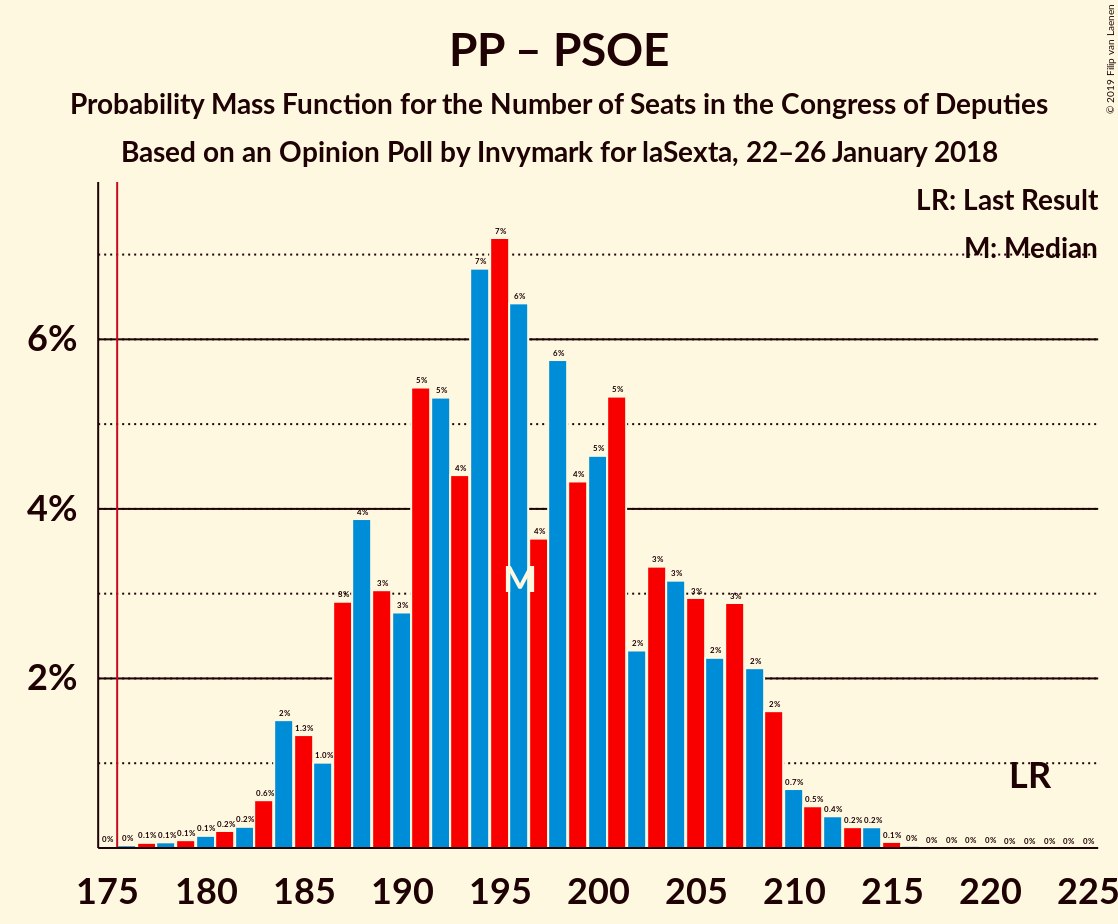 PP – PSOE
Probability Mass Function for the Number of Seats in the Congress of Deputies
Based on an Opinion Poll by Invymark for laSexta, 22–26 January 2018
© 2019 Filip van Laenen
LR: Last Result
M: Median
6%
4%
2%
0% 0% 0.1% 0.1% 0.1% 0.1% 0.2% 0.2% 0.6% 2% 1.3% 1.0% 3% 4% 3% 3% 5% 5% 4% 7% 7% 6% 4% 6% 4% 5% 5% 2% 3% 3% 3% 2% 3% 2% 2% 0.7% 0.5% 0.4% 0.2% 0.2% 0.1% 0% 0% 0% 0% 0% 0% 0% 0% 0% 0%
M
LR
175 180 185 190 195 200 205 210 215 220 225